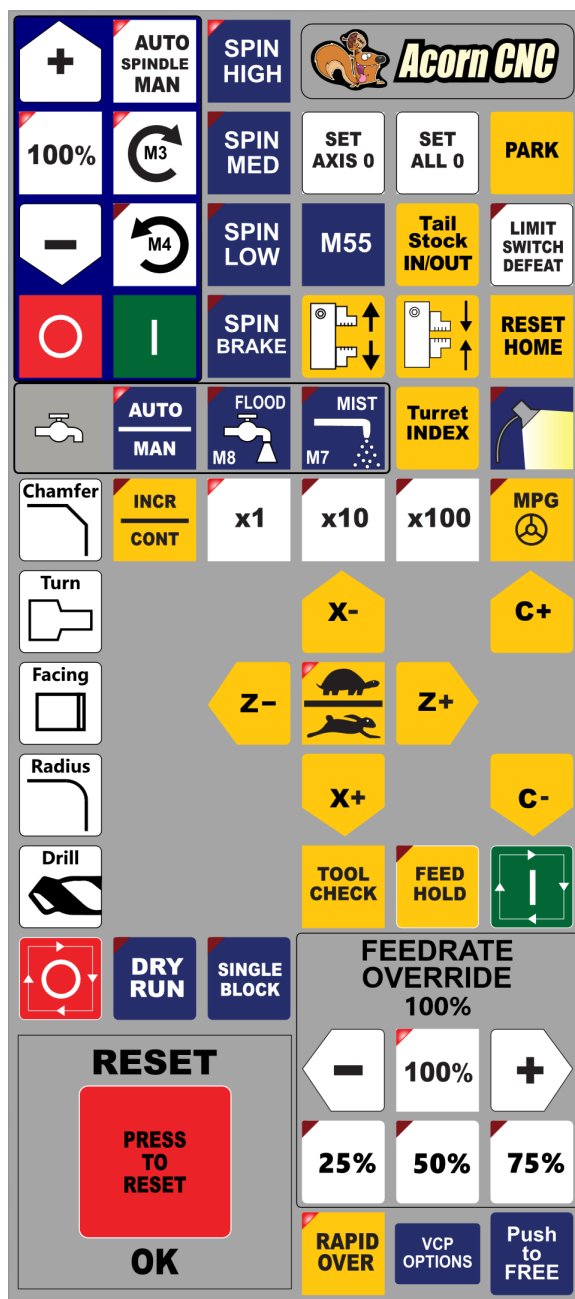 +
AUTO
SPINDLE
MAN
SPIN
HIGH
Acorn CNC
100%
M3
SPIN
MED
SET
AXIS 0
SET
ALL 0
PARK
-
M4
SPIN
LOW
M55
Tail
Stock
IN/OUT
LIMIT
SWITCH
DEFEAT
SPIN
BRAKE
RESET
HOME
AUTO
MAN
FLOOD
M8
MIST
M7
Turret
INDEX
Chamfer
INCR
CONT
x1
x10
x100
MPG
Turn
X-
C+
Facing
Z-
Z+
Radius
X+
C-
Drill
TOOL
CHECK
FEED
HOLD
DRY
RUN
SINGLE
BLOCK
FEEDRATE
OVERRIDE
100%
-
100%
+
25%
50%
75%
RESET
PRESS
TO
RESET
OK
RAPID
OVER
VCP
OPTIONS
Push
to
FREE